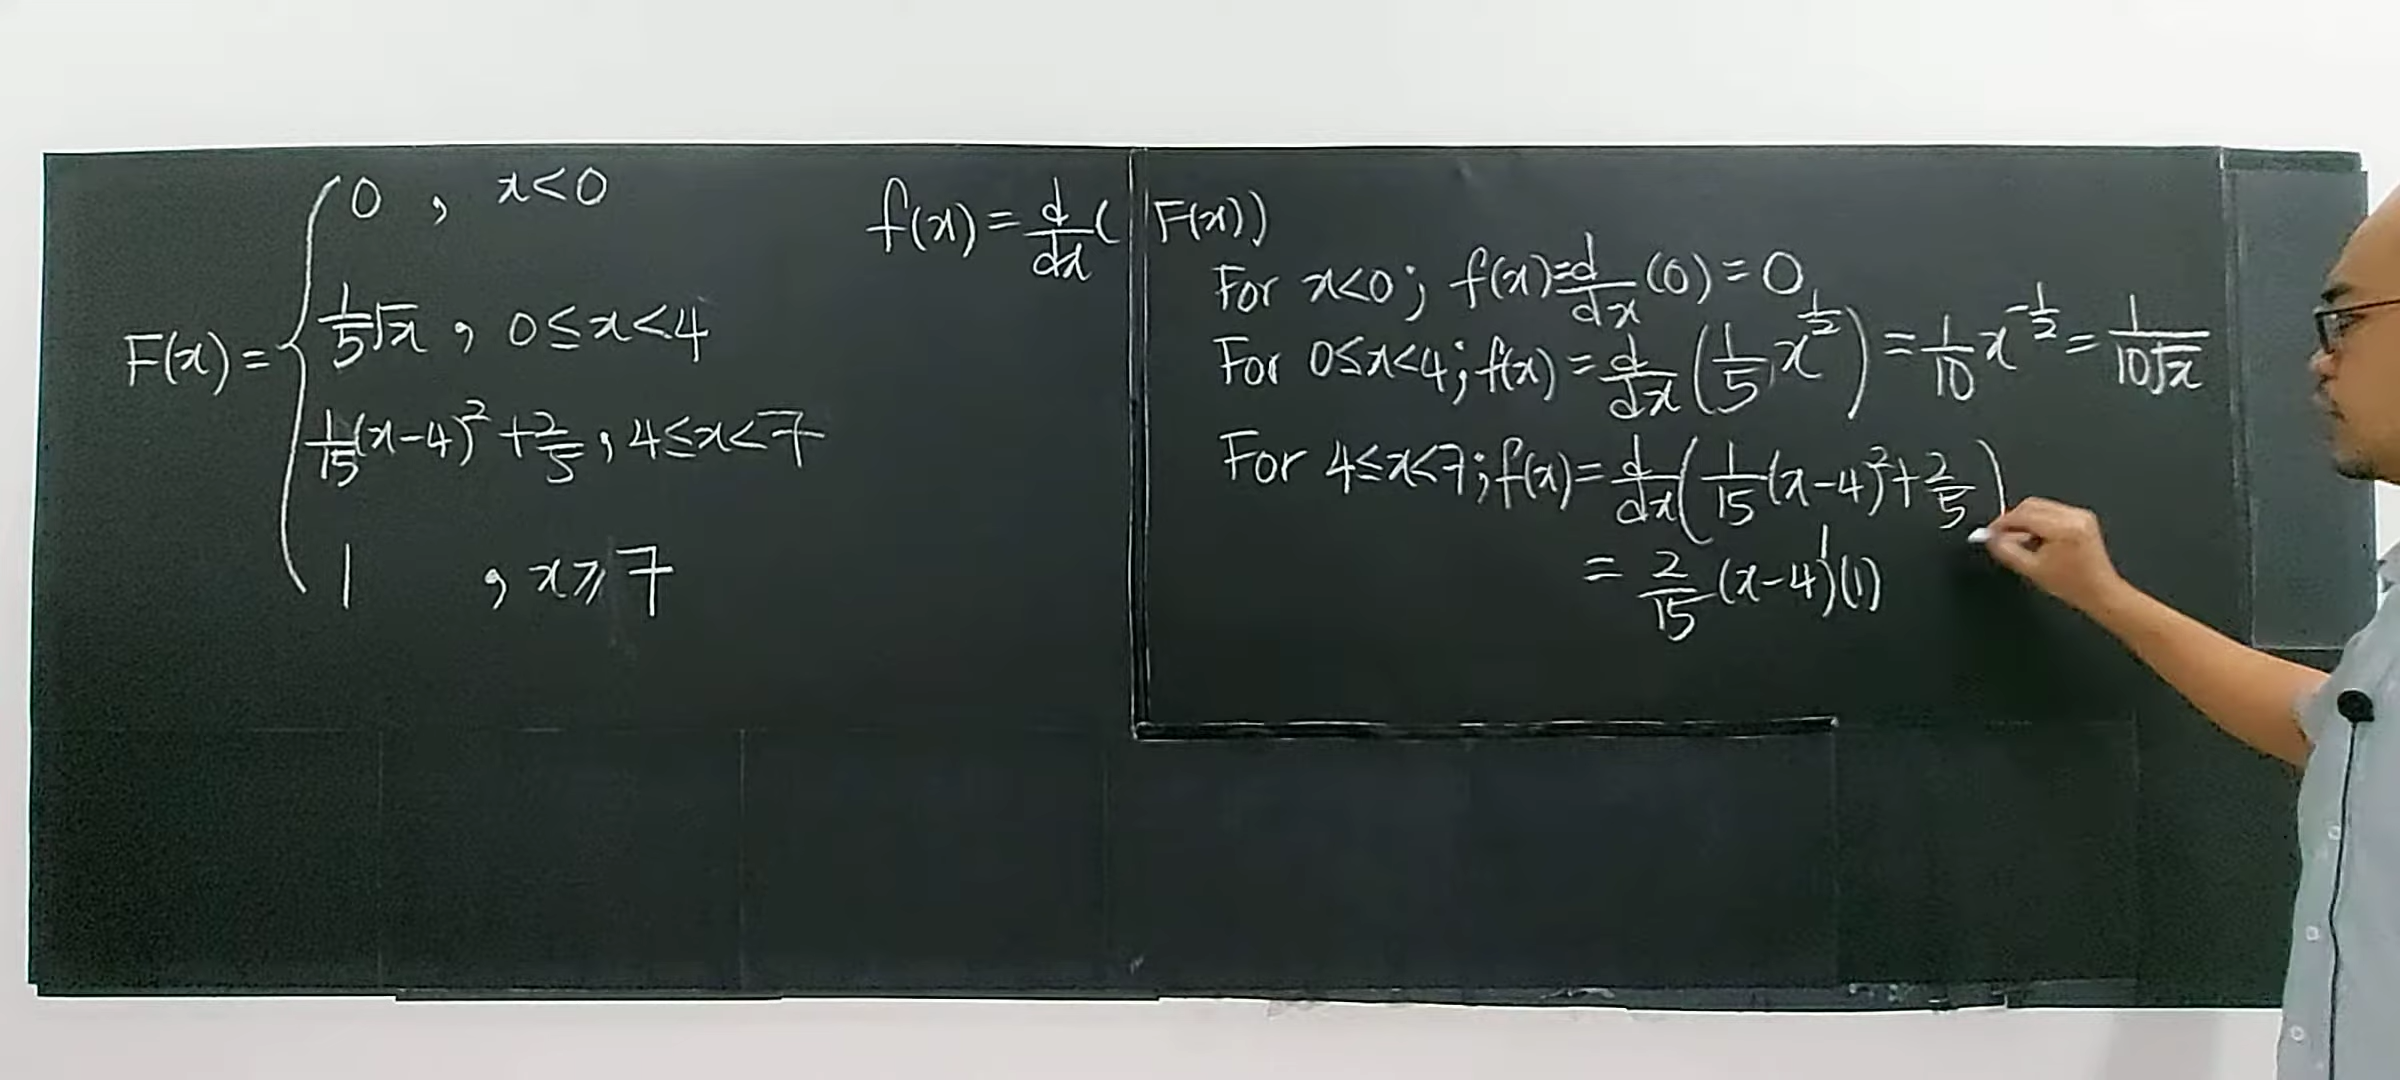 F(x) = { 0 , x<0
1/5 √x , 0≤x<4
1/15 (x-4)² + 2/5 , 4≤x<7
1 , x⩾7
f(x) = d/dx ( F(x))
For x<0; f(x)=d/dx (0) = 0
For 0≤x<4; f(x) = d/dx (1/5 x^(1/2)) = 1/10 x^(-1/2) = 1/(10√x)
For 4≤x<7; f(x) = d/dx (1/15 (x-4)² + 2/5)
= 2/15 (x-4)^1 (1)